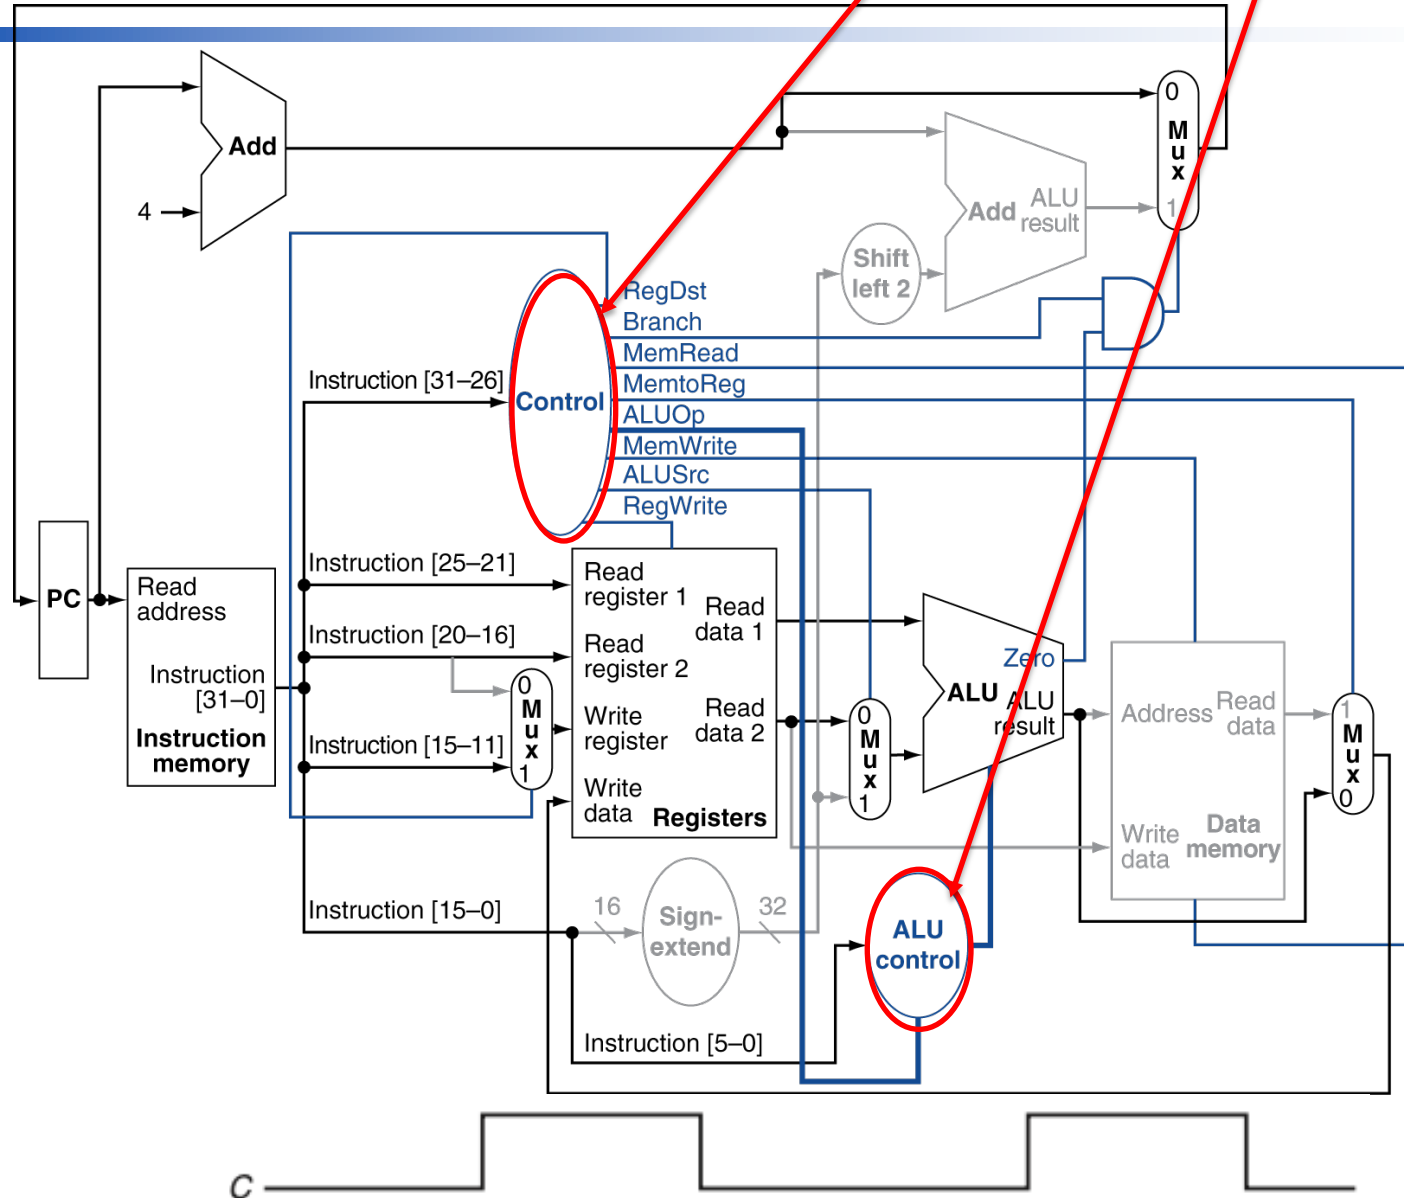 0
M
u
x
1
Add
4
Add
ALU
result
Shift
left 2
RegDst
Branch
MemRead
MemtoReg
ALUOp
MemWrite
ALUSrc
RegWrite
Control
Instruction [31–26]
Instruction [25–21]
Instruction [20–16]
Instruction [15–11]
Instruction [15–0]
Instruction [5–0]
PC
Read
address
Instruction
[31–0]
Instruction
memory
0
M
u
x
1
Read
register 1
Read
register 2
Write
register
Write
data
Read
data 1
Read
data 2
Registers
0
M
u
x
1
Zero
ALU
ALU
result
Address
Read
data
Write
data
Data
memory
1
M
u
x
0
16
Sign-
extend
32
ALU
control
C